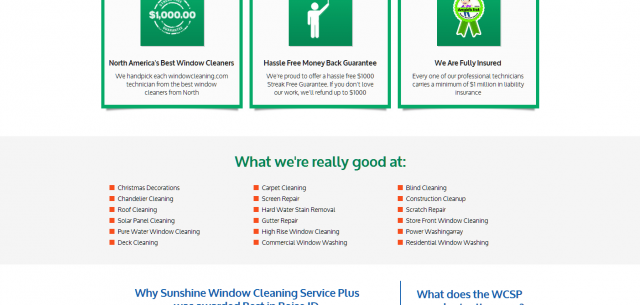 $1,000.00
North America's Best Window Cleaners
We handpick each windowcleaning.com
technician from the best window
cleaners from North
Hassle Free Money Back Guarantee
We're proud to offer a hassle free $1000
Streak Free Guarantee. If you don't love
our work, we'll refund up to $1000
We Are Fully Insured
Every one of our professional technicians
carries a minimum of $1 million in liability
insurance
What we're really good at:
Christmas Decorations
Chandelier Cleaning
Roof Cleaning
Solar Panel Cleaning
Pure Water Window Cleaning
Deck Cleaning
Carpet Cleaning
Screen Repair
Hard Water Stain Removal
Gutter Repair
High Rise Window Cleaning
Commercial Window Washing
Blind Cleaning
Construction Cleanup
Scratch Repair
Store Front Window Cleaning
Power Washingarray
Residential Window Washing
Why Sunshine Window Cleaning Service Plus
was awarded Best in Boise ID
What does the WCSP